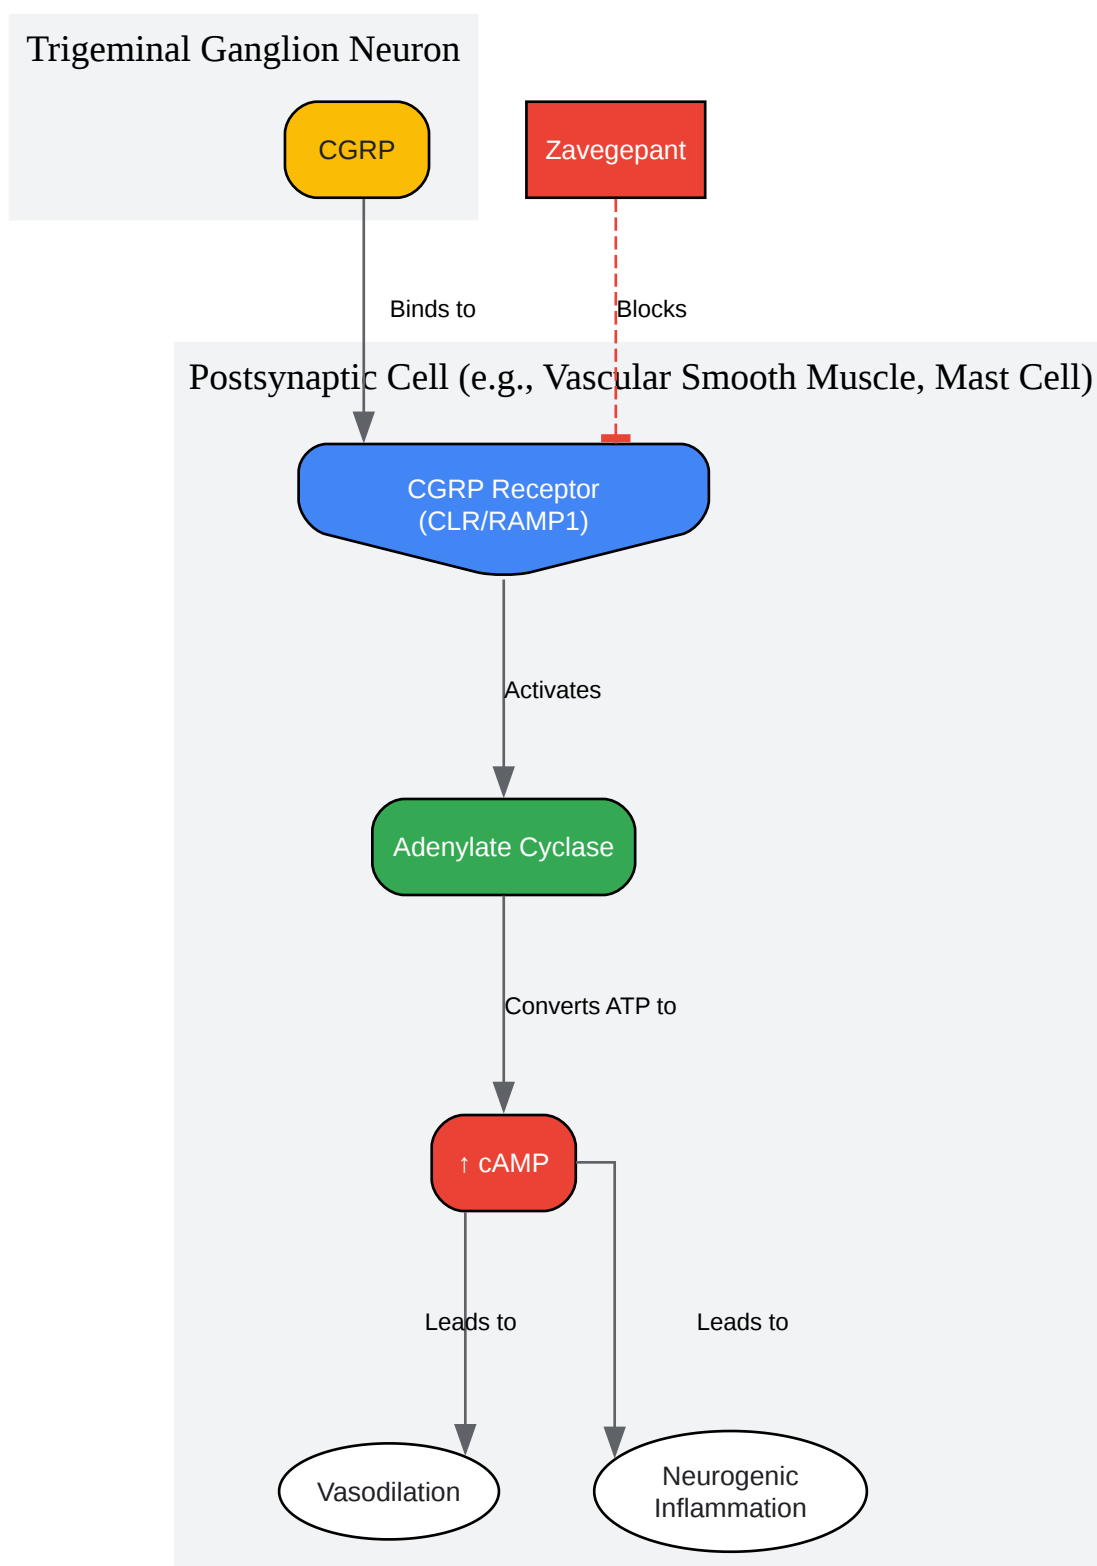 Trigeminal Ganglion Neuron
CGRP
Zavegepant
Binds to
Blocks
Postsynaptic Cell (e.g., Vascular Smooth Muscle, Mast Cell)
CGRP Receptor
(CLR/RAMP1)
Activates
Adenylate Cyclase
Converts ATP to
↑ cAMP
Leads to
Leads to
Vasodilation
Neurogenic
Inflammation